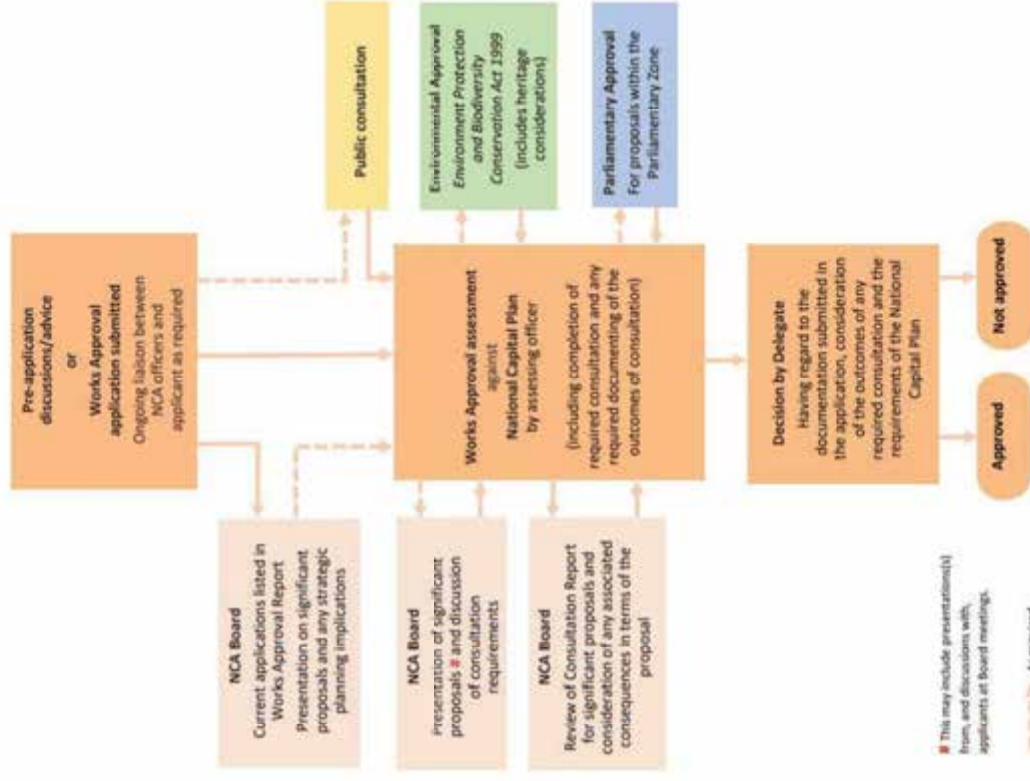 Pre-application
discussions/advice
or
Works Approval
application submitted
Ongoing liaison between
NCA officers and
applicant as required
NCA Board
Current applications listed in
Works Approval Report
Presentation on significant
proposals and any strategic
planning implications
Public consultation
NCA Board
Presentation of significant
proposals # and discussion
of consultation
requirements
Works Approval assessment
against
National Capital Plan
by assessing officer
(including completion of
required consultation and any
required documenting of the
outcomes of consultation)
Environmental Approval
Environment Protection
and Biodiversity
Conservation Act 1999
(includes heritage
considerations)
NCA Board
Review of Consultation Report
for significant proposals and
consideration of any associated
consequences in terms of the
proposal
Parliamentary Approval
For proposals within the
Parliamentary Zone
Decision by Delegate
Having regard to the
documentation submitted in
the application, consideration
of the outcomes of any
required consultation and the
requirements of the National
Capital Plan
Approved
Not approved
# This may include presentations(s)
from, and discussions with,
applicants at Board meetings.